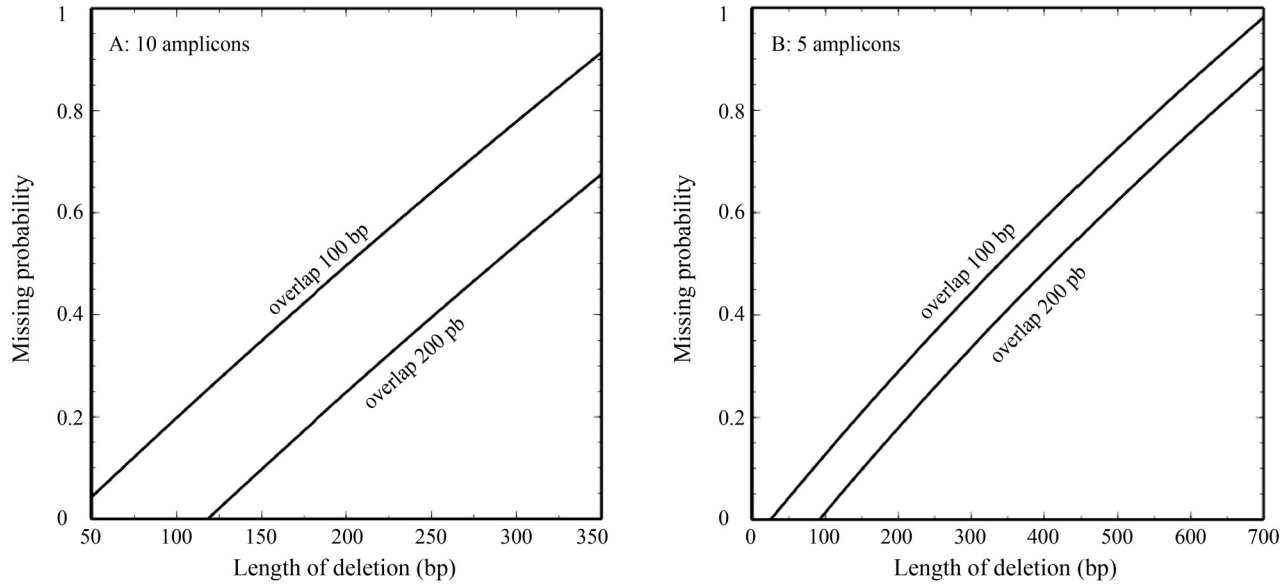 A: 10 amplicons
Missing probability
1
0.8
0.6
0.4
0.2
0
overlap 100 bp
overlap 200 pb
50 100 150 200 250 300 350
Length of deletion (bp)
B: 5 amplicons
Missing probability
1
0.8
0.6
0.4
0.2
0
overlap 100 bp
overlap 200 pb
0 100 200 300 400 500 600 700
Length of deletion (bp)